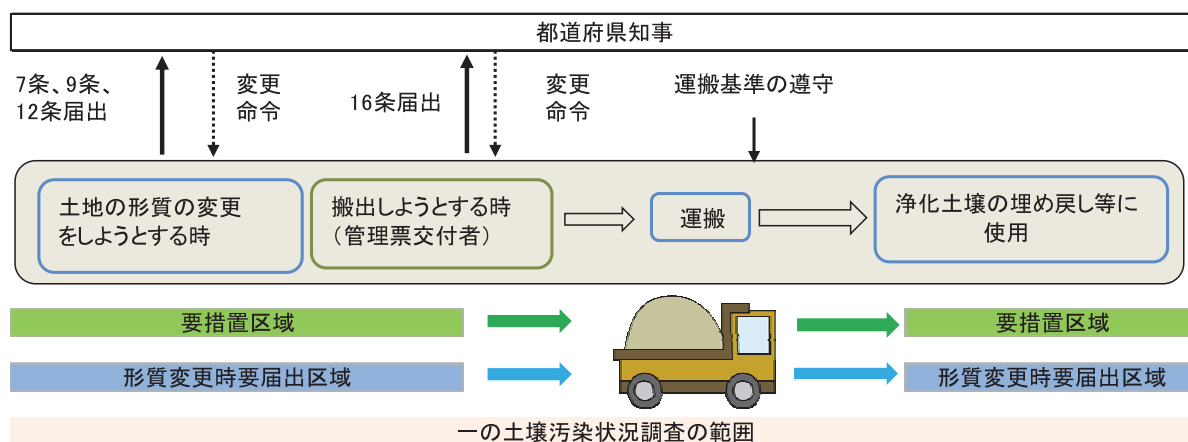 都道府県知事
7条、9条、
12条届出
変更
命令
16条届出
変更
命令
運搬基準の遵守
土地の形質の変更
をしようとする時
搬出しようとする時
（管理票交付者）
運搬
浄化土壌の埋め戻し等に
使用
要措置区域
要措置区域
形質変更時要届出区域
形質変更時要届出区域
一の土壌汚染状況調査の範囲